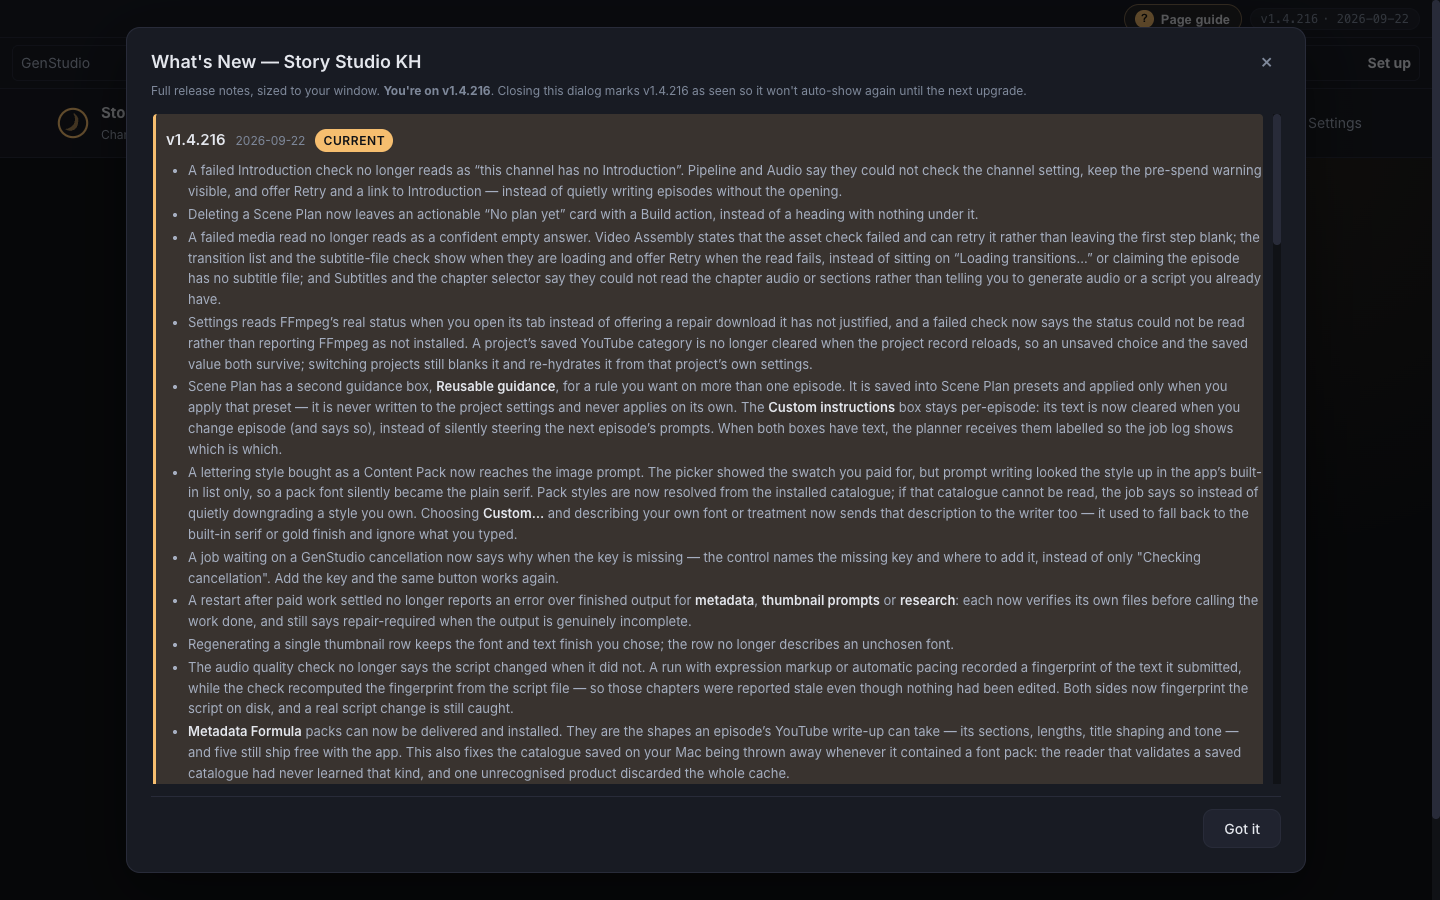 ? Page guide
v1.4.216 · 2026-09-22
GenStudio
Set up
What's New — Story Studio KH
×
Full release notes, sized to your window. You're on v1.4.216. Closing this dialog marks v1.4.216 as seen so it won't auto-show again until the next upgrade.
Sto
Char
Settings
v1.4.216 2026-09-22 CURRENT
• A failed Introduction check no longer reads as “this channel has no Introduction”. Pipeline and Audio say they could not check the channel setting, keep the pre-spend warning
visible, and offer Retry and a link to Introduction — instead of quietly writing episodes without the opening.
• Deleting a Scene Plan now leaves an actionable “No plan yet” card with a Build action, instead of a heading with nothing under it.
• A failed media read no longer reads as a confident empty answer. Video Assembly states that the asset check failed and can retry it rather than leaving the first step blank; the
transition list and the subtitle-file check show when they are loading and offer Retry when the read fails, instead of sitting on “Loading transitions…” or claiming the episode
has no subtitle file; and Subtitles and the chapter selector say they could not read the chapter audio or sections rather than telling you to generate audio or a script you already
have.
• Settings reads FFmpeg’s real status when you open its tab instead of offering a repair download it has not justified, and a failed check now says the status could not be read
rather than reporting FFmpeg as not installed. A project’s saved YouTube category is no longer cleared when the project record reloads, so an unsaved choice and the saved
value both survive; switching projects still blanks it and re-hydrates it from that project’s own settings.
• Scene Plan has a second guidance box, Reusable guidance, for a rule you want on more than one episode. It is saved into Scene Plan presets and applied only when you
apply that preset — it is never written to the project settings and never applies on its own. The Custom instructions box stays per-episode: its text is now cleared when you
change episode (and says so), instead of silently steering the next episode’s prompts. When both boxes have text, the planner receives them labelled so the job log shows
which is which.
• A lettering style bought as a Content Pack now reaches the image prompt. The picker showed the swatch you paid for, but prompt writing looked the style up in the app’s built-
in list only, so a pack font silently became the plain serif. Pack styles are now resolved from the installed catalogue; if that catalogue cannot be read, the job says so instead of
quietly downgrading a style you own. Choosing Custom… and describing your own font or treatment now sends that description to the writer too — it used to fall back to the
built-in serif or gold finish and ignore what you typed.
• A job waiting on a GenStudio cancellation now says why when the key is missing — the control names the missing key and where to add it, instead of only "Checking
cancellation". Add the key and the same button works again.
• A restart after paid work settled no longer reports an error over finished output for metadata, thumbnail prompts or research: each now verifies its own files before calling the
work done, and still says repair-required when the output is genuinely incomplete.
• Regenerating a single thumbnail row keeps the font and text finish you chose; the row no longer describes an unchosen font.
• The audio quality check no longer says the script changed when it did not. A run with expression markup or automatic pacing recorded a fingerprint of the text it submitted,
while the check recomputed the fingerprint from the script file — so those chapters were reported stale even though nothing had been edited. Both sides now fingerprint the
script on disk, and a real script change is still caught.
• Metadata Formula packs can now be delivered and installed. They are the shapes an episode’s YouTube write-up can take — its sections, lengths, title shaping and tone —
and five still ship free with the app. This also fixes the catalogue saved on your Mac being thrown away whenever it contained a font pack: the reader that validates a saved
catalogue had never learned that kind, and one unrecognised product discarded the whole cache.
Got it